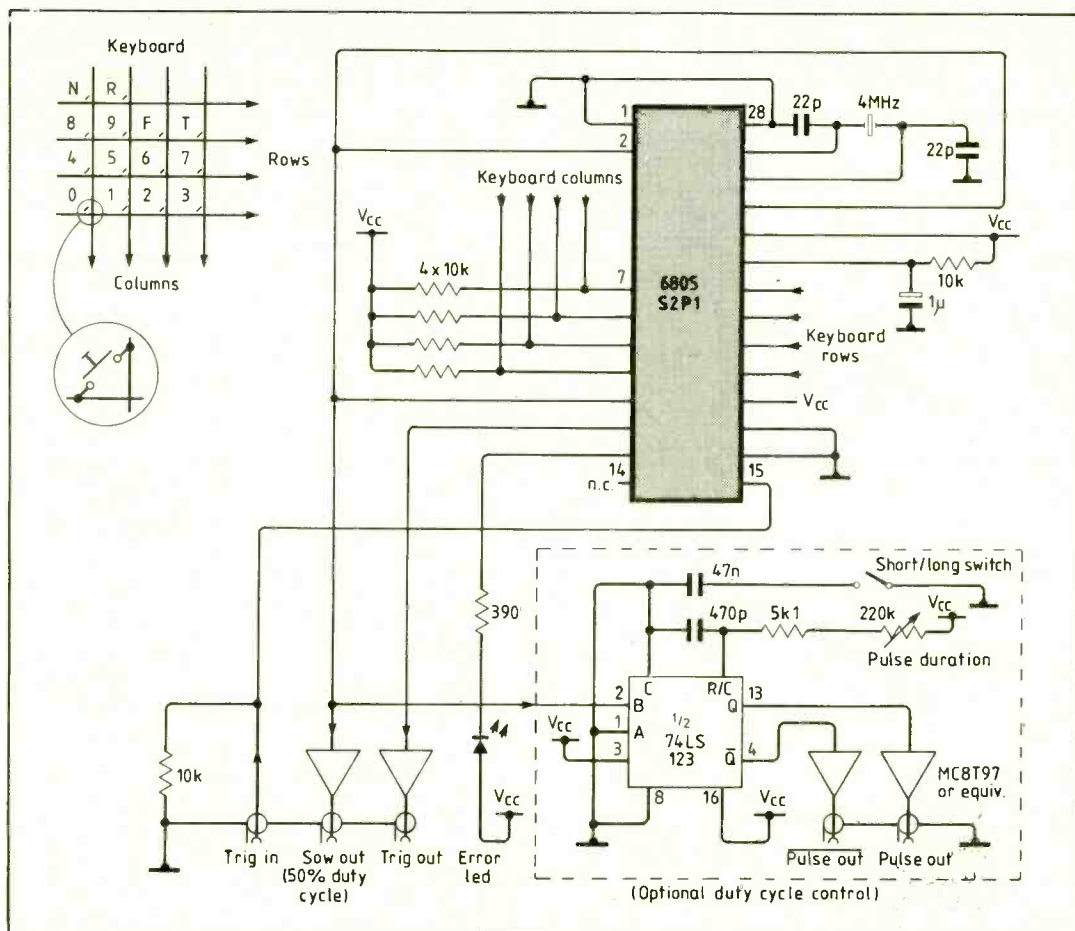 Keyboard
N R
8 9 F T
4 5 6 7
0 1 2 3
Rows
Columns
Keyboard columns
Vcc
4 x 10k
1
2
7
14
n.c.
28
15
6805
S2P1
22p
4MHz
22p
Vcc
10k
1µ
Keyboard
rows
Vcc
390
10k
Trig in
Sow out
(50% duty
cycle)
Trig out
Error
led
Vcc
47n
Short/long switch
470p
5k1
220k
Vcc
Pulse duration
2
1
3
Vcc
C
R/C
B
A
Q
Q̅
1/2
74LS
123
13
4
8
16
Vcc
MC8T97
or equiv.
Pulse out
Pulse out
(Optional duty cycle control)